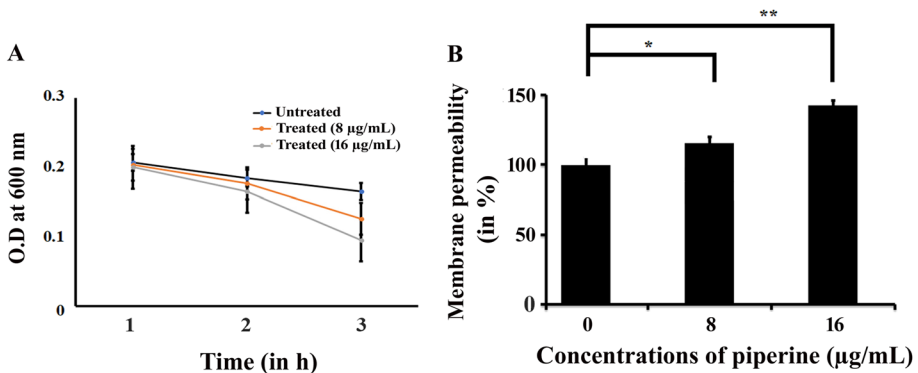 A
O.D at 600 nm
0.3
0.2
0.1
0
Untreated
Treated (8 µg/mL)
Treated (16 µg/mL)
1 2 3
Time (in h)
B
**
*
Membrane permeability
(in %)
150
100
50
0
0 8 16
Concentrations of piperine (µg/mL)